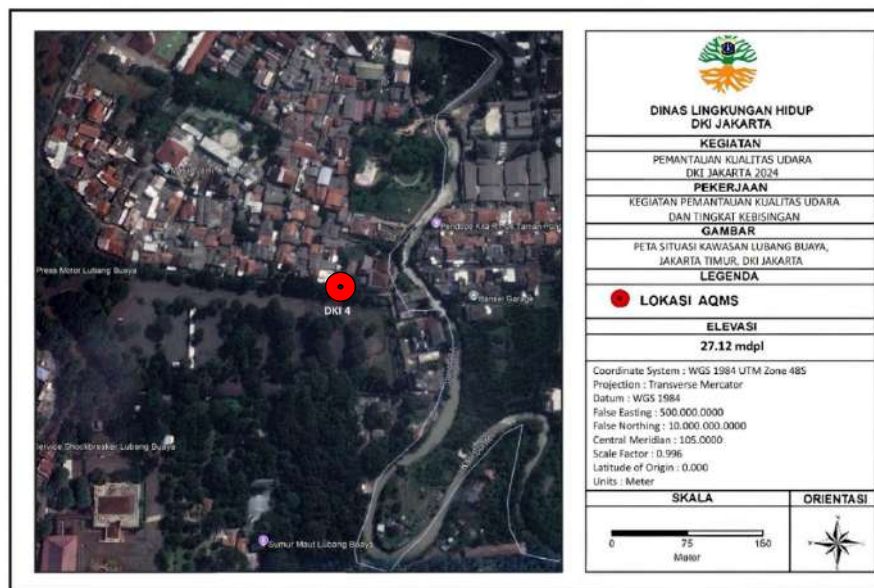 Press Motor Lubang Buaya
DKI 4
Bansei Garage
Service Shockbreaker Lubang Buaya
Sumur Maut Lubang Buaya
DINAS LINGKUNGAN HIDUP
DKI JAKARTA
KEGIATAN
PEMANTAUAN KUALITAS UDARA
DKI JAKARTA 2024
PEKERJAAN
KEGIATAN PEMANTAUAN KUALITAS UDARA
DAN TINGKAT KEBISINGAN
GAMBAR
PETA SITUASI KAWASAN LUBANG BUAYA,
JAKARTA TIMUR, DKI JAKARTA
LEGENDA
LOKASI AQMS
ELEVASI
27.12 mdpl
Coordinate System : WGS 1984 UTM Zone 48S
Projection : Transverse Mercator
Datum : WGS 1984
False Easting : 500.000.0000
False Northing : 10.000.000.0000
Central Meridian : 105.0000
Scale Factor : 0.996
Latitude of Origin : 0.000
Units : Meter
SKALA
ORIENTASI
0 75 150
Meter